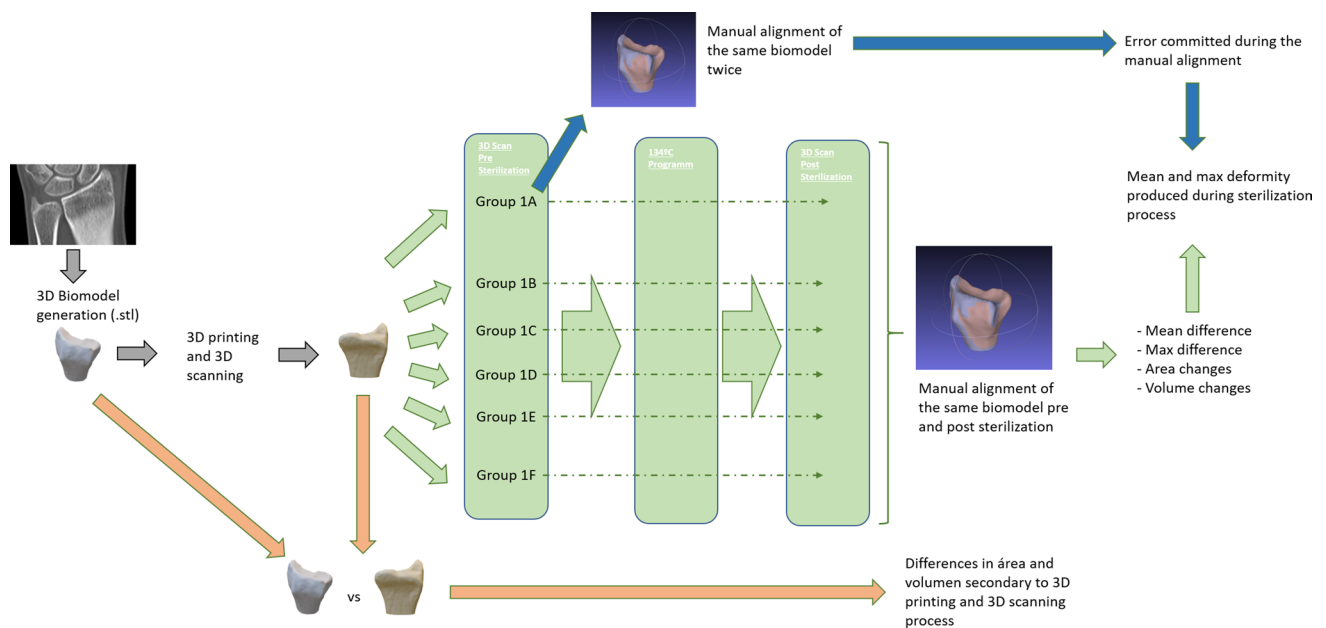 Manual alignment of
the same biomodel
twice
Error committed during the
manual alignment
3D Scan
Pre
Sterilization
134ºC
Programm
3D Scan
Post
Sterilization
Mean and max deformity
produced during sterilization
process
Group 1A
Group 1B
Group 1C
Group 1D
Group 1E
Group 1F
3D Biomodel
generation (.stl)
3D printing
and 3D
scanning
- Mean difference
- Max difference
- Area changes
- Volume changes
Manual alignment of
the same biomodel pre
and post sterilization
vs
Differences in área and
volumen secondary to 3D
printing and 3D scanning
process